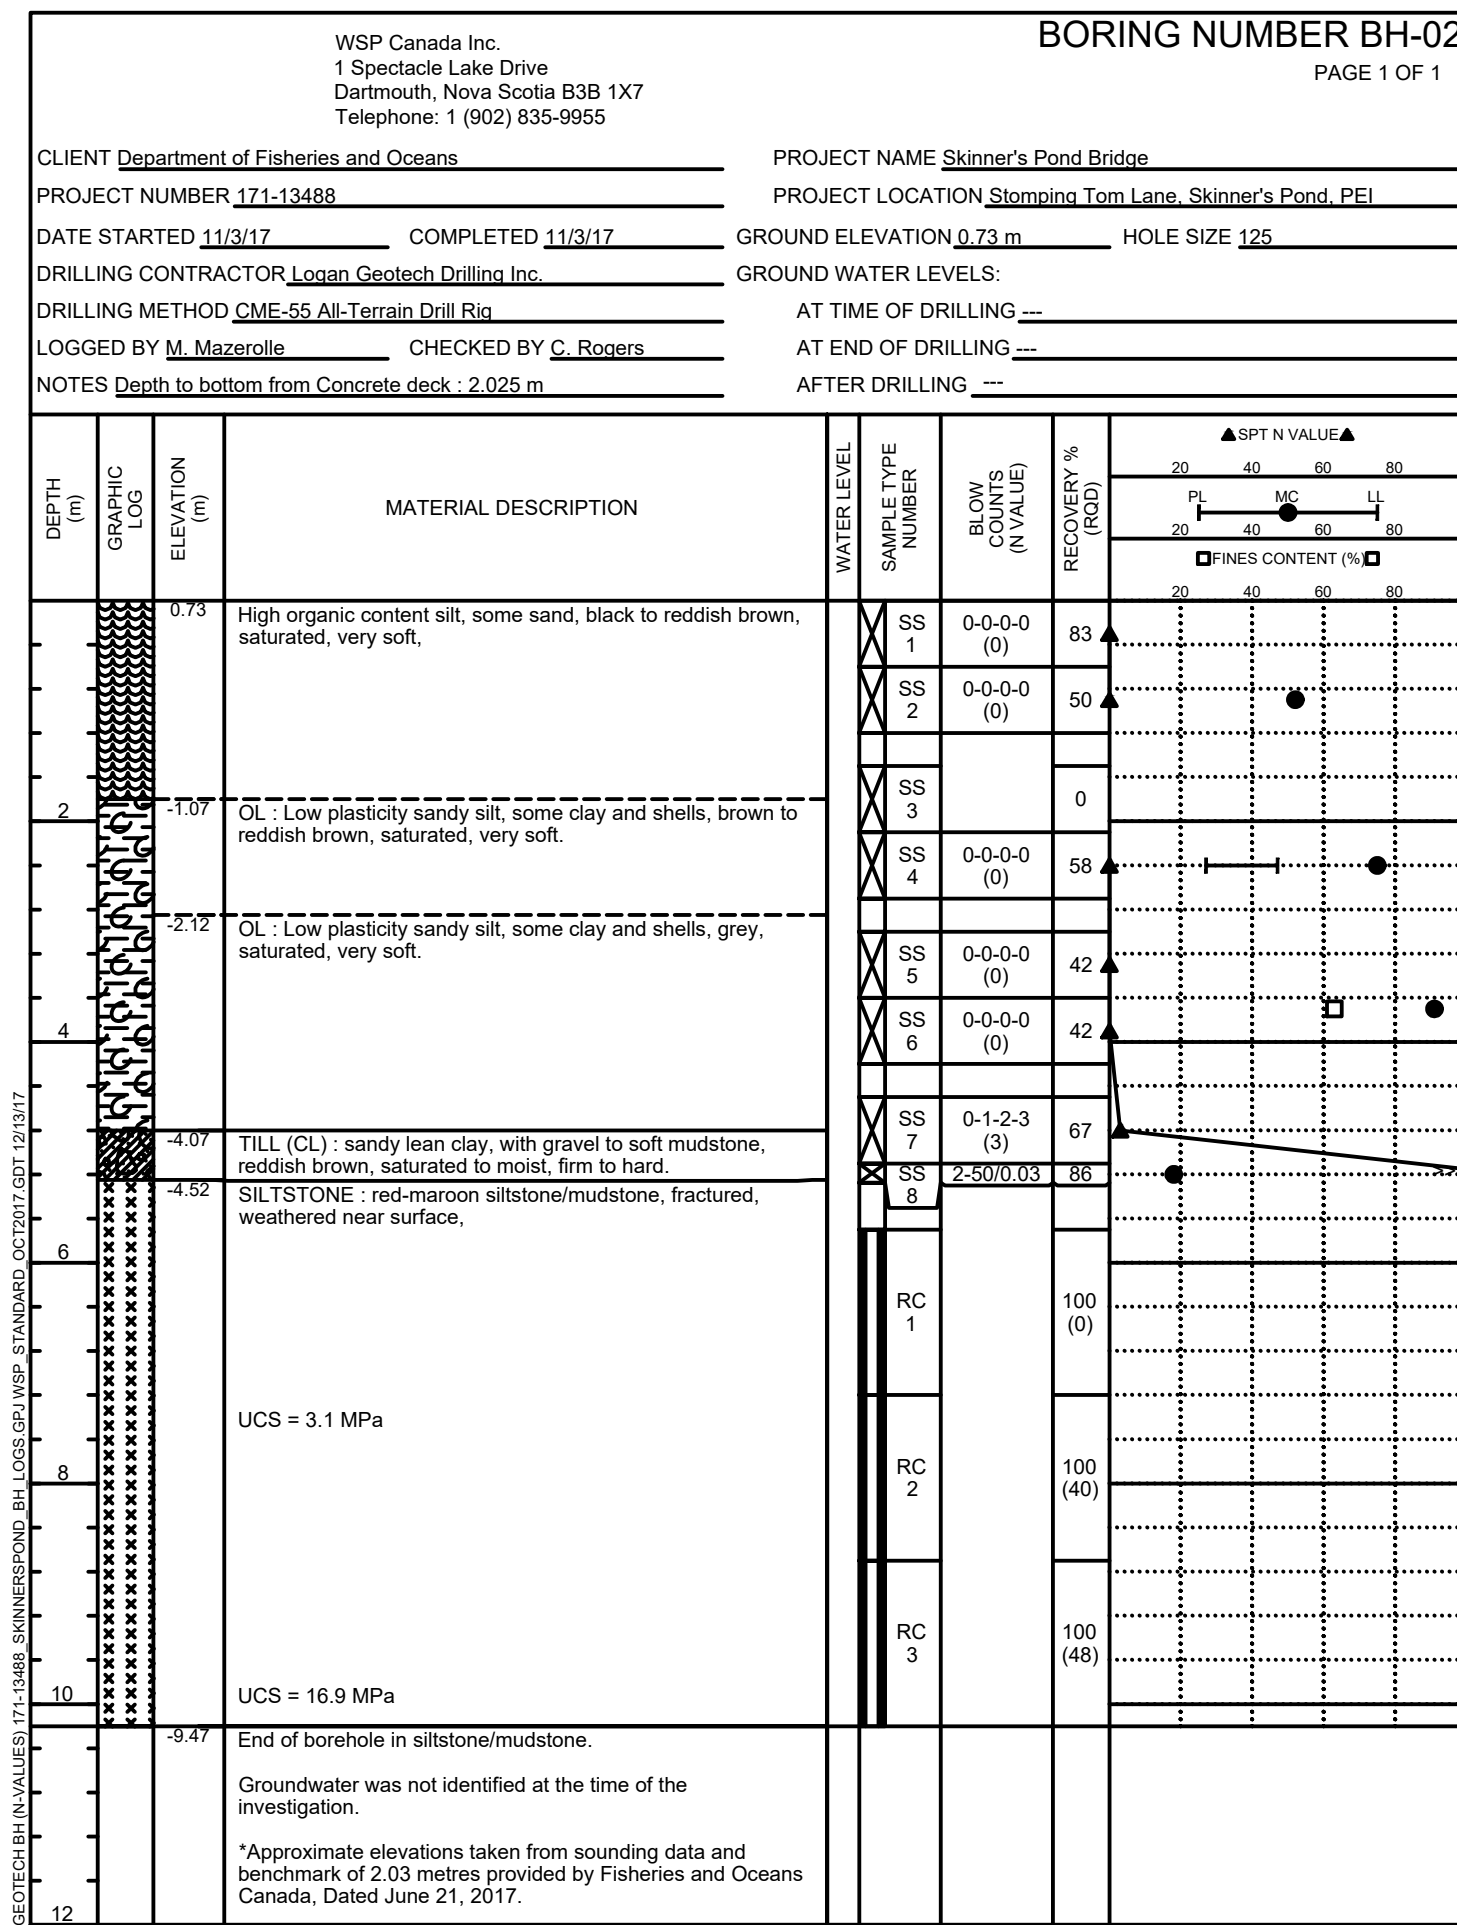 BORING NUMBER BH-02
PAGE 1 OF 1
WSP Canada Inc.
1 Spectacle Lake Drive
Dartmouth, Nova Scotia B3B 1X7
Telephone: 1 (902) 835-9955
CLIENT Department of Fisheries and Oceans
PROJECT NAME Skinner's Pond Bridge
PROJECT NUMBER 171-13488
PROJECT LOCATION Stomping Tom Lane, Skinner's Pond, PEI
DATE STARTED 11/3/17 COMPLETED 11/3/17
GROUND ELEVATION 0.73 m HOLE SIZE 125
DRILLING CONTRACTOR Logan Geotech Drilling Inc.
GROUND WATER LEVELS:
DRILLING METHOD CME-55 All-Terrain Drill Rig
AT TIME OF DRILLING ---
LOGGED BY M. Mazerolle CHECKED BY C. Rogers
AT END OF DRILLING ---
NOTES Depth to bottom from Concrete deck : 2.025 m
AFTER DRILLING ---
DEPTH
(m)
GRAPHIC
LOG
ELEVATION
(m)
MATERIAL DESCRIPTION
WATER LEVEL
SAMPLE TYPE
NUMBER
BLOW
COUNTS
(N VALUE)
RECOVERY %
(RQD)
▲SPT N VALUE▲
20 40 60 80
PL MC LL
20 40 60 80
□FINES CONTENT (%)□
20 40 60 80
0.73
High organic content silt, some sand, black to reddish brown,
saturated, very soft,
SS
1
0-0-0-0
(0)
83
SS
2
0-0-0-0
(0)
50
SS
3
0
2
-1.07
OL : Low plasticity sandy silt, some clay and shells, brown to
reddish brown, saturated, very soft.
SS
4
0-0-0-0
(0)
58
-2.12
OL : Low plasticity sandy silt, some clay and shells, grey,
saturated, very soft.
SS
5
0-0-0-0
(0)
42
4
SS
6
0-0-0-0
(0)
42
SS
7
0-1-2-3
(3)
67
-4.07
TILL (CL) : sandy lean clay, with gravel to soft mudstone,
reddish brown, saturated to moist, firm to hard.
SS
8
2-50/0.03
86
>>
-4.52
SILTSTONE : red-maroon siltstone/mudstone, fractured,
weathered near surface,
6
RC
1
100
(0)
UCS = 3.1 MPa
8
RC
2
100
(40)
RC
3
100
(48)
10
UCS = 16.9 MPa
-9.47
End of borehole in siltstone/mudstone.
Groundwater was not identified at the time of the
investigation.
*Approximate elevations taken from sounding data and
benchmark of 2.03 metres provided by Fisheries and Oceans
Canada, Dated June 21, 2017.
12
GEOTECH BH (N-VALUES) 171-13488_SKINNERSPOND_BH_LOGS.GPJ WSP_STANDARD_OCT2017.GDT 12/13/17